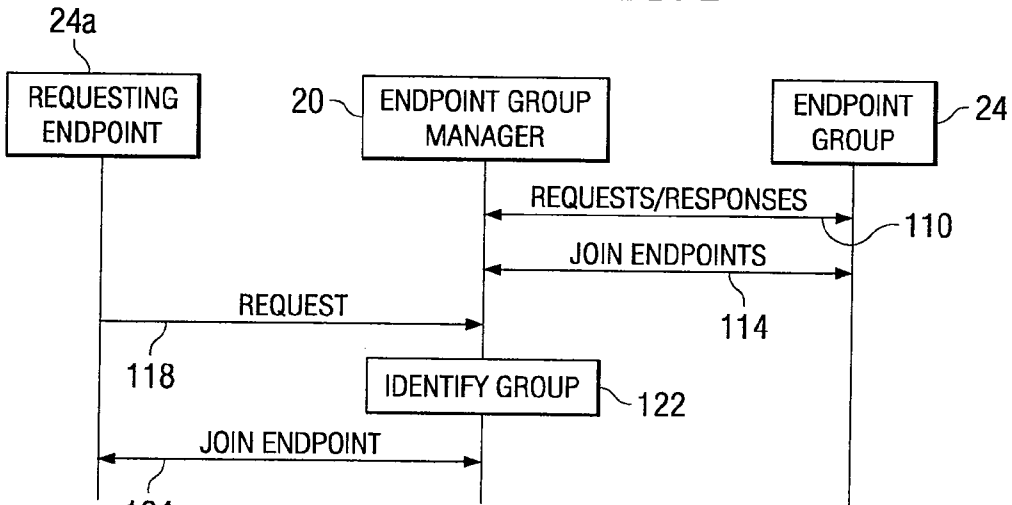 24a
REQUESTING
ENDPOINT
20
ENDPOINT GROUP
MANAGER
ENDPOINT
GROUP
24
REQUESTS/RESPONSES
110
JOIN ENDPOINTS
114
REQUEST
118
IDENTIFY GROUP
122
JOIN ENDPOINT